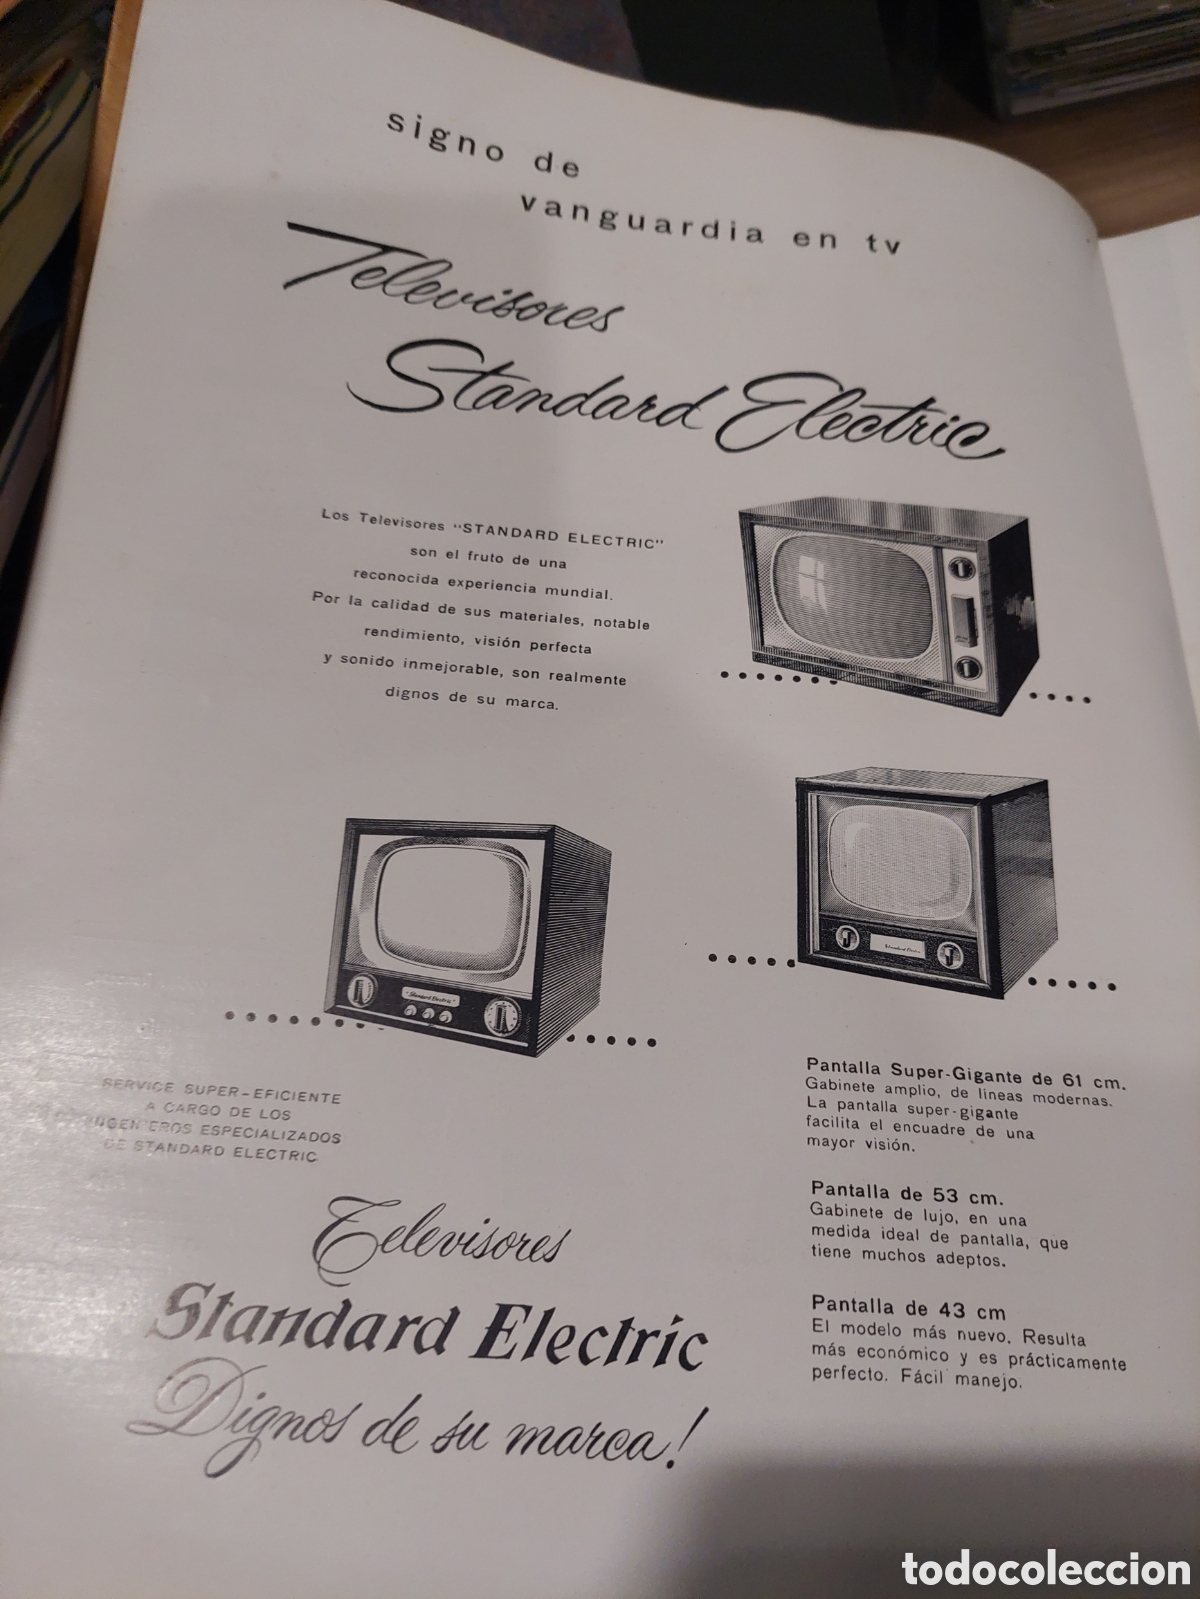 signo de
vanguardia en tv
Televisores
Standard Electric
Los Televisores "STANDARD ELECTRIC"
son el fruto de una
reconocida experiencia mundial.
Por la calidad de sus materiales, notable
rendimiento, visión perfecta
y sonido inmejorable, son realmente
dignos de su marca.
Standard Electric
"Standard Electric"
SERVICE SUPER-EFICIENTE
A CARGO DE LOS
INGENIEROS ESPECIALIZADOS
DE STANDARD ELECTRIC
Televisores
Standard Electric
Dignos de su marca!
Pantalla Super-Gigante de 61 cm.
Gabinete amplio, de líneas modernas.
La pantalla super-gigante
facilita el encuadre de una
mayor visión.
Pantalla de 53 cm.
Gabinete de lujo, en una
medida ideal de pantalla, que
tiene muchos adeptos.
Pantalla de 43 cm
El modelo más nuevo. Resulta
más económico y es prácticamente
perfecto. Fácil manejo.
todocoleccion